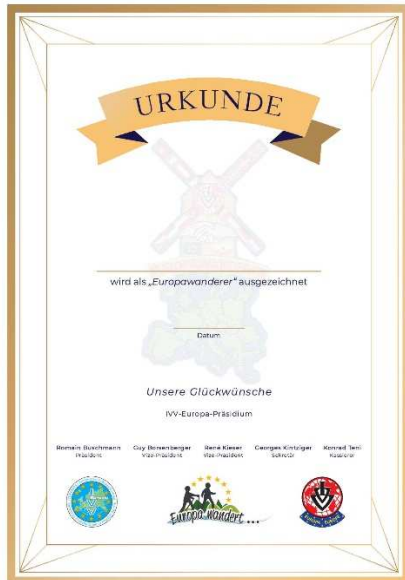 URKUNDE
wird als „Europawanderer" ausgezeichnet
Datum
Unsere Glückwünsche
IVV-Europa-Präsidium
Romain Buschmann Guy Bomenberger René Kieser Georges Kintziger Konrad Teni
Präsident Vize-Präsident Vize-Präsident Sekretär Kassierer
Europa wandert...